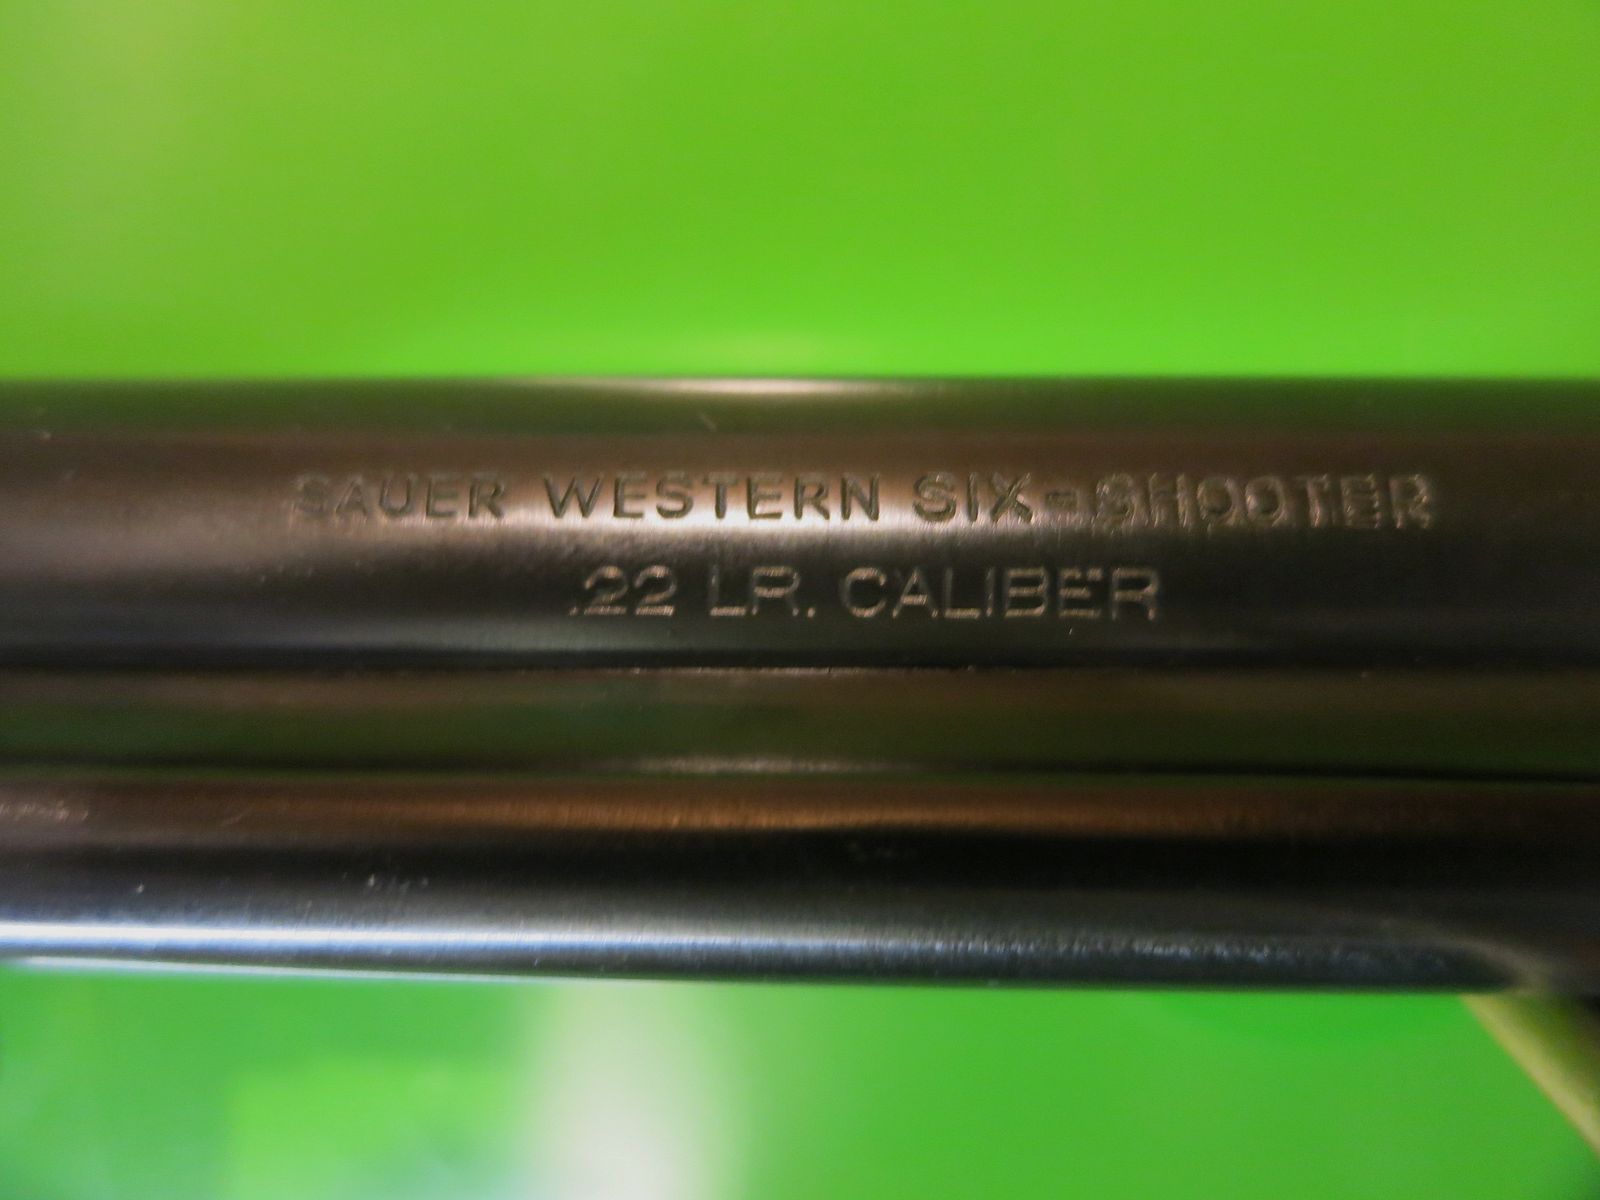 SAUER WESTERN SIX-SHOOTER
.22 LR. CALIBER